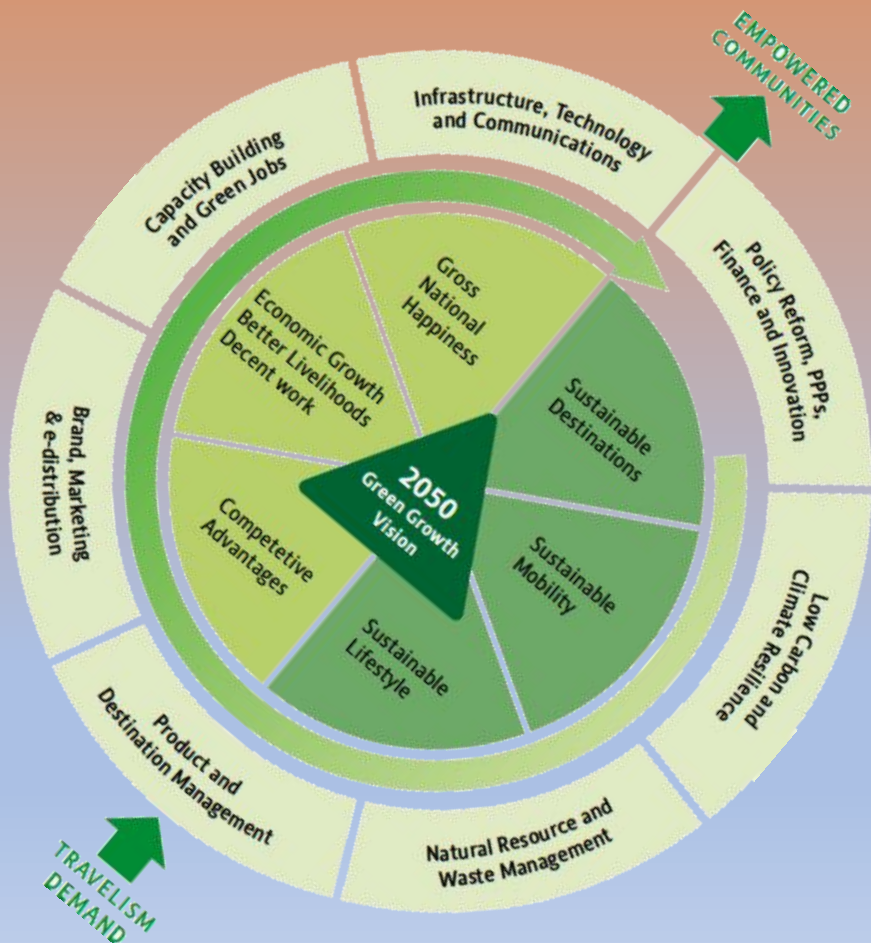 EMPOWERED
COMMUNITIES
Infrastructure, Technology
and Communications
Capacity Building
and Green Jobs
Policy Reform, PPPs,
Finance and Innovation
Gross
National
Happiness
Economic Growth
Better Livelihoods
Decent work
Sustainable
Destinations
Brand, Marketing
& e-distribution
2050
Green Growth
Vision
Competetive
Advantages
Sustainable
Mobility
Sustainable
Lifestyle
Low Carbon and
Climate Resilience
Product and
Destination Management
Natural Resource and
Waste Management
TRAVELISM
DEMAND